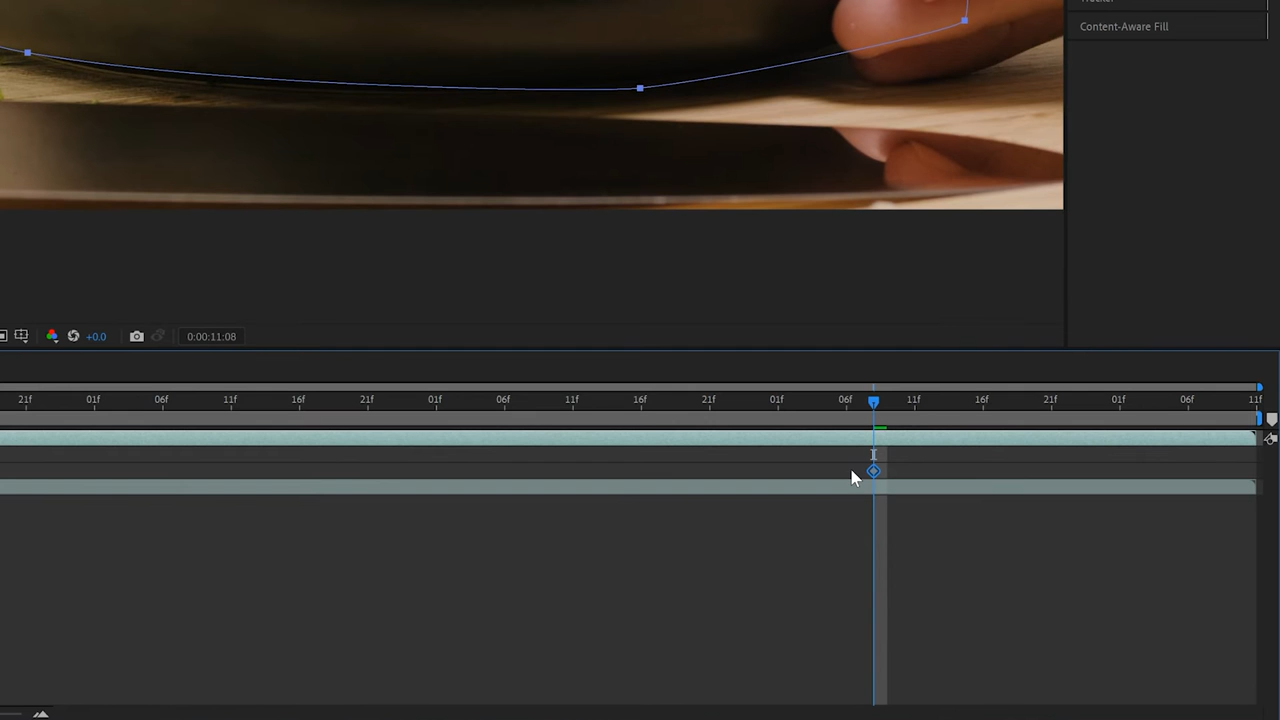 Tracker
Content-Aware Fill
+0.0
0:00:11:08
21f 01f 06f 11f 16f 21f 01f 06f 11f 16f 21f 01f 06f 11f 16f 21f 01f 06f 11f